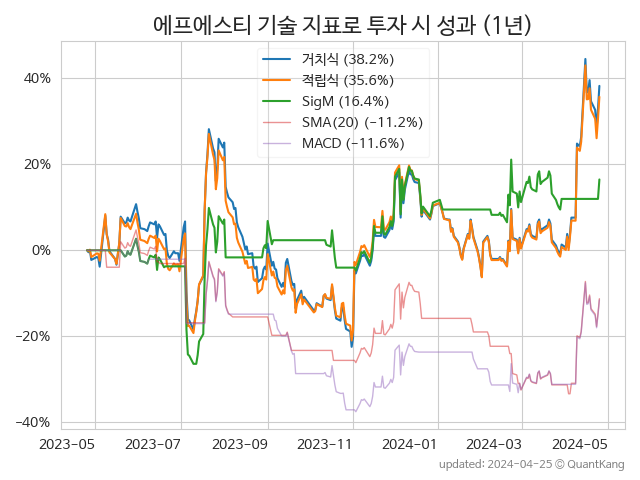 에프에스티 기술 지표로 투자 시 성과 (1년)
거치식 (38.2%)
적립식 (35.6%)
SigM (16.4%)
SMA(20) (−11.2%)
MACD (−11.6%)
40%
20%
0%
−20%
−40%
2023-05 2023-07 2023-09 2023-11 2024-01 2024-03 2024-05
updated: 2024-04-25 © QuantKang